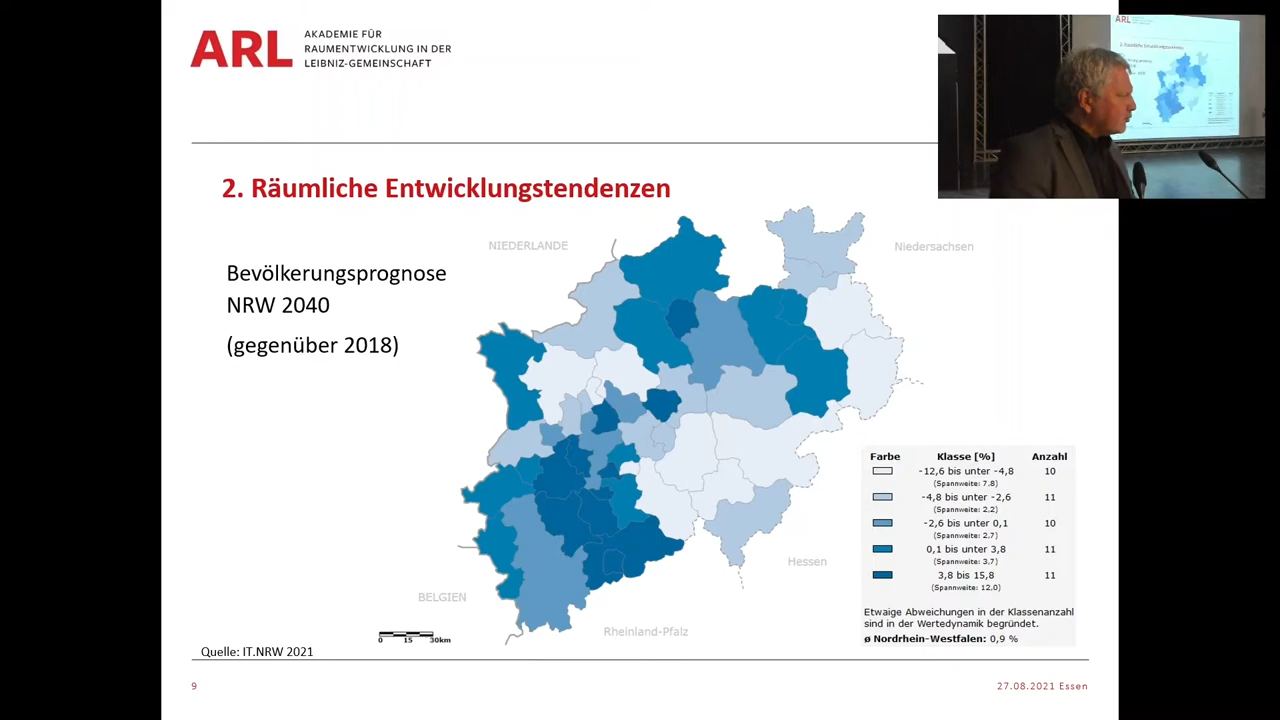 ARL
AKADEMIE FÜR
RAUMENTWICKLUNG IN DER
LEIBNIZ-GEMEINSCHAFT
2. Räumliche Entwicklungstendenzen
Bevölkerungsprognose
NRW 2040
(gegenüber 2018)
NIEDERLANDE
Niedersachsen
BELGIEN
Hessen
Rheinland-Pfalz
0 15 30km
Farbe Klasse [%] Anzahl
-12,6 bis unter -4,8 10
(Spannweite: 7,8)
-4,8 bis unter -2,6 11
(Spannweite: 2,2)
-2,6 bis unter 0,1 10
(Spannweite: 2,7)
0,1 bis unter 3,8 11
(Spannweite: 3,7)
3,8 bis 15,8 11
(Spannweite: 12,0)
Etwaige Abweichungen in der Klassenanzahl
sind in der Wertedynamik begründet.
ø Nordrhein-Westfalen: 0,9 %
Quelle: IT.NRW 2021
9
27.08.2021 Essen
ARL
2. Räumliche Entwicklungstendenzen